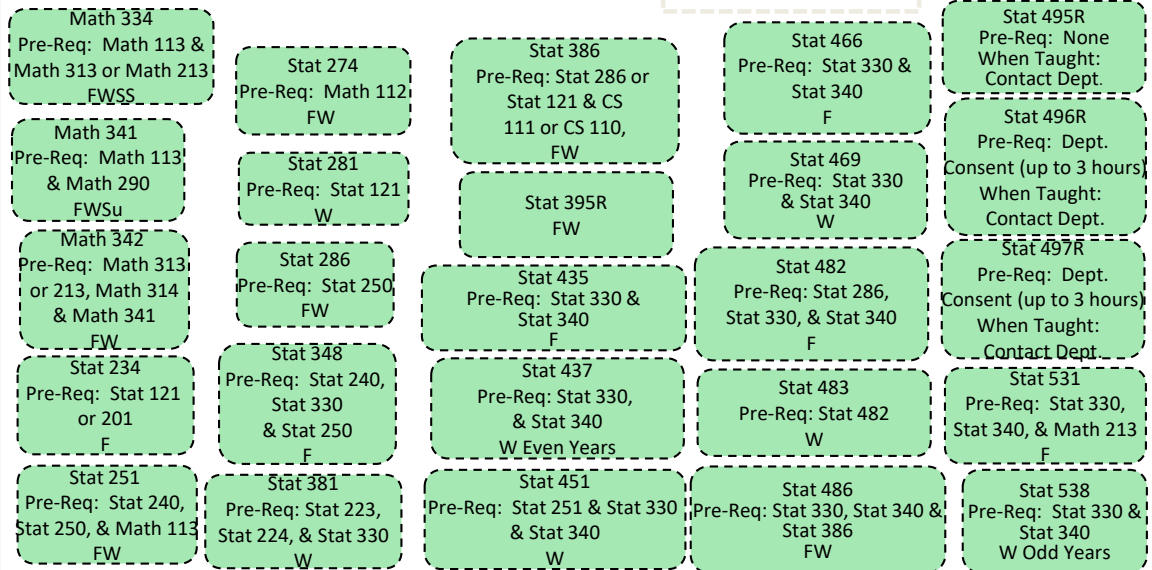 Math 334
Pre-Req: Math 113 &
Math 313 or Math 213
FWSS
Math 341
Pre-Req: Math 113
& Math 290
FWSu
Math 342
Pre-Req: Math 313
or 213, Math 314
& Math 341
FW
Stat 234
Pre-Req: Stat 121
or 201
F
Stat 251
Pre-Req: Stat 240,
Stat 250, & Math 113
FW
Stat 274
Pre-Req: Math 112
FW
Stat 281
Pre-Req: Stat 121
W
Stat 286
Pre-Req: Stat 250
FW
Stat 348
Pre-Req: Stat 240,
Stat 330
& Stat 250
F
Stat 381
Pre-Req: Stat 223,
Stat 224, & Stat 330
W
Stat 386
Pre-Req: Stat 286 or
Stat 121 & CS
111 or CS 110,
FW
Stat 395R
FW
Stat 435
Pre-Req: Stat 330 &
Stat 340
F
Stat 437
Pre-Req: Stat 330,
& Stat 340
W Even Years
Stat 451
Pre-Req: Stat 251 & Stat 330
& Stat 340
W
Stat 466
Pre-Req: Stat 330 &
Stat 340
F
Stat 469
Pre-Req: Stat 330
& Stat 340
W
Stat 482
Pre-Req: Stat 286,
Stat 330, & Stat 340
F
Stat 483
Pre-Req: Stat 482
W
Stat 486
Pre-Req: Stat 330, Stat 340 &
Stat 386
FW
Stat 495R
Pre-Req: None
When Taught:
Contact Dept.
Stat 496R
Pre-Req: Dept.
Consent (up to 3 hours)
When Taught:
Contact Dept.
Stat 497R
Pre-Req: Dept.
Consent (up to 3 hours)
When Taught:
Contact Dept.
Stat 531
Pre-Req: Stat 330,
Stat 340, & Math 213
F
Stat 538
Pre-Req: Stat 330 &
Stat 340
W Odd Years